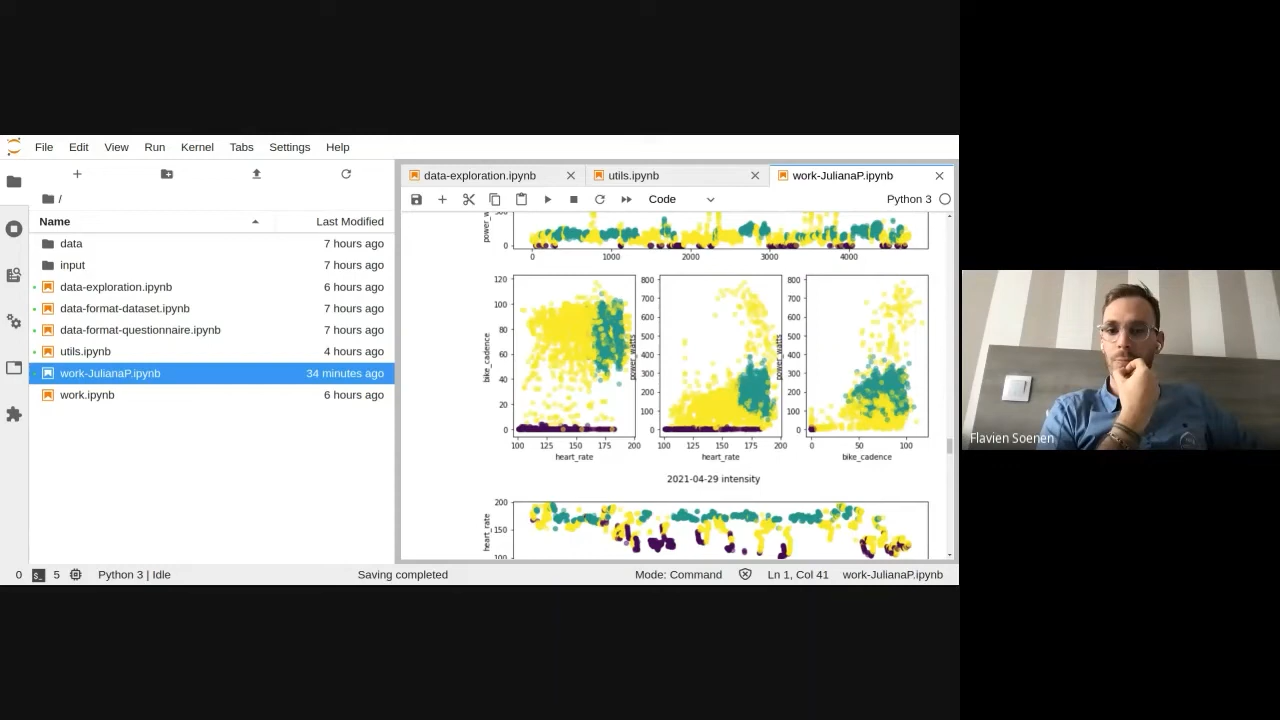 File Edit View Run Kernel Tabs Settings Help
data-exploration.ipynb
utils.ipynb
work-JulianaP.ipynb
Code
Python 3
/
Name
Last Modified
data 7 hours ago
input 7 hours ago
data-exploration.ipynb 6 hours ago
data-format-dataset.ipynb 7 hours ago
data-format-questionnaire.ipynb 7 hours ago
utils.ipynb 4 hours ago
work-JulianaP.ipynb 34 minutes ago
work.ipynb 6 hours ago
0
0 1000 2000 3000 4000
bike_cadence
120
100
80
60
40
20
0
100 125 150 175 200
heart_rate
power_watts
800
700
600
500
400
300
200
100
0
100 125 150 175 200
heart_rate
power_watts
800
700
600
500
400
300
200
100
0
0 50 100
bike_cadence
2021-04-29 intensity
heart_rate
200
150
100
0 5 Python 3 | Idle Saving completed Mode: Command Ln 1, Col 41 work-JulianaP.ipynb
Flavien Soenen